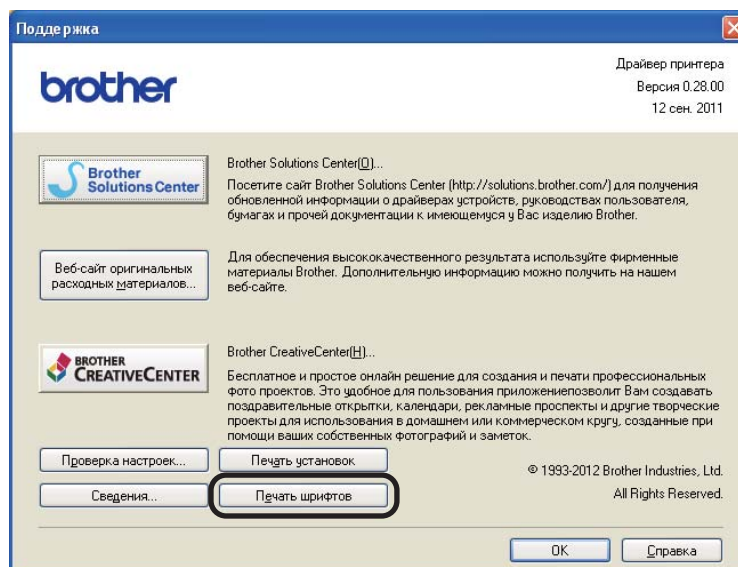 Поддержка
brother
Драйвер принтера
Версия 0.28.00
12 сен. 2011
Brother
Solutions Center
Brother Solutions Center(O)...
Посетите сайт Brother Solutions Center (http://solutions.brother.com/) для получения
обновленной информации о драйверах устройств, руководствах пользователя,
бумагах и прочей документации к имеющемуся у Вас изделию Brother.
Веб-сайт оригинальных
расходных материалов...
Для обеспечения высококачественного результата используйте фирменные
материалы Brother. Дополнительную информацию можно получить на нашем
веб-сайте.
BROTHER
CREATIVECENTER
Brother CreativeCenter(H)...
Бесплатное и простое онлайн решение для создания и печати профессиональных
фото проектов. Это удобное для пользования приложениепозволит Вам создавать
поздравительные открытки, календари, рекламные проспекты и другие творческие
проекты для использования в домашнем или коммерческом кругу, созданные при
помощи ваших собственных фотографий и заметок.
Проверка настроек...
Печать установок
Сведения...
Печать шрифтов
© 1993-2012 Brother Industries, Ltd.
All Rights Reserved.
OK
Справка